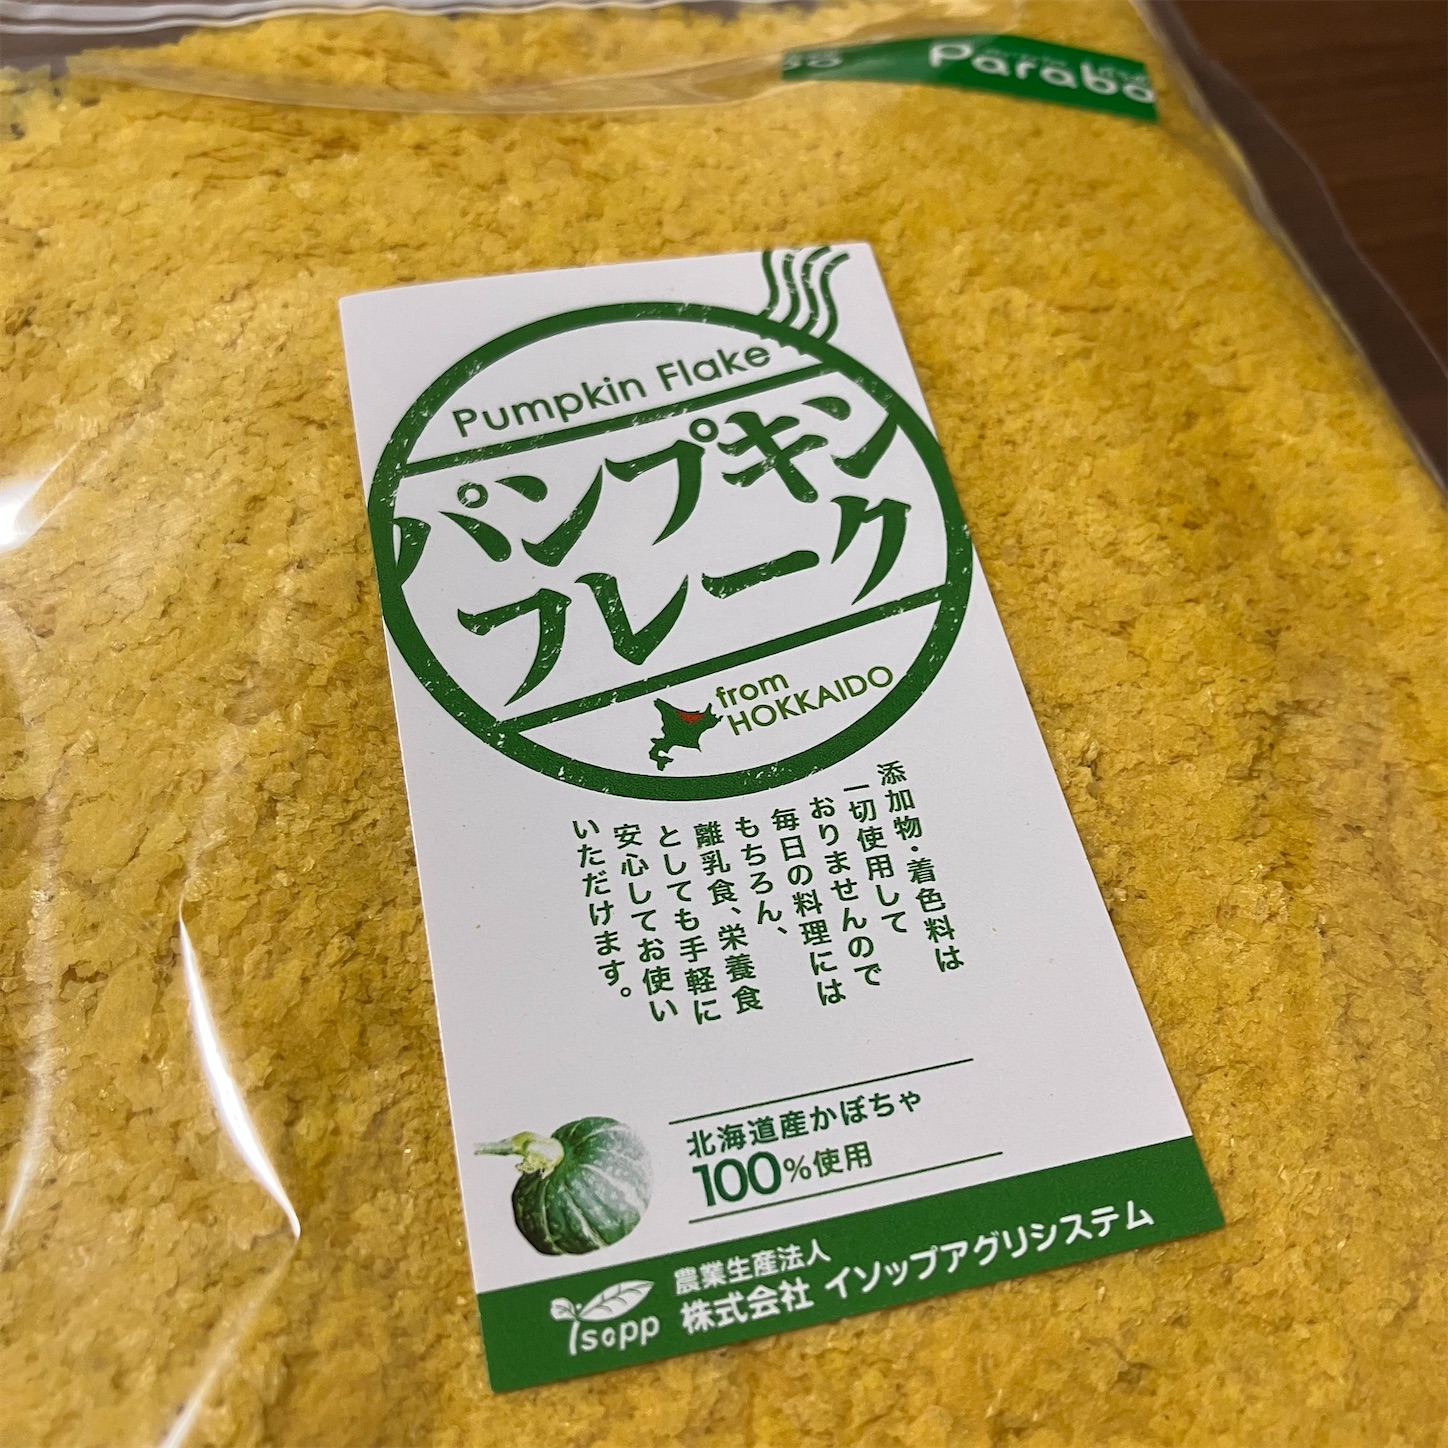 Parabo
Pumpkin Flake
パンプキン
フレーク
from
HOKKAIDO
添加物・着色料は
一切使用して
おりませんので
毎日の料理には
もちろん、
離乳食、栄養食
としても手軽に
安心してお使い
いただけます。
北海道産かぼちゃ
100%使用
isopp
農業生産法人
株式会社 イソップアグリシステム